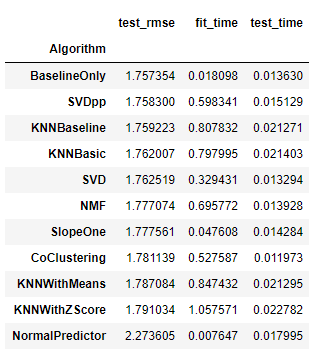 test_rmse fit_time test_time
Algorithm
BaselineOnly 1.757354 0.018098 0.013630
SVDpp 1.758300 0.598341 0.015129
KNNBaseline 1.759223 0.807832 0.021271
KNNBasic 1.762007 0.797995 0.021403
SVD 1.762519 0.329431 0.013294
NMF 1.777074 0.695772 0.013928
SlopeOne 1.777561 0.047608 0.014284
CoClustering 1.781139 0.527587 0.011973
KNNWithMeans 1.787084 0.847432 0.021295
KNNWithZScore 1.791034 1.057571 0.022782
NormalPredictor 2.273605 0.007647 0.017995